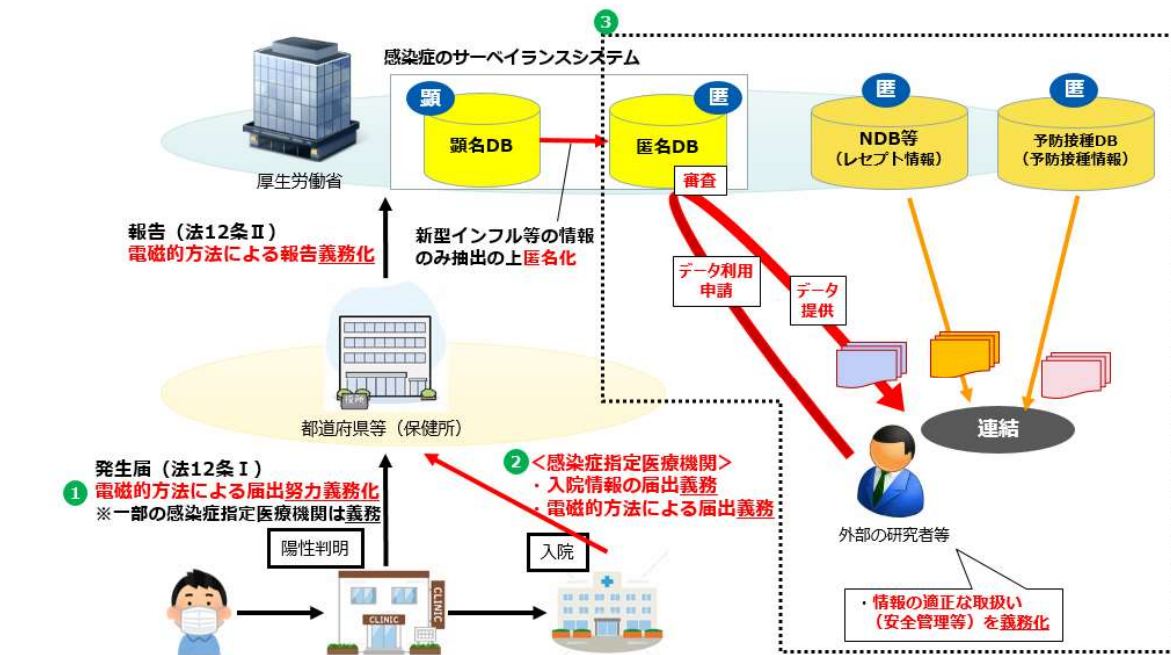 3
感染症のサーベイランスシステム
顕
匿
匿
匿
顕名DB
匿名DB
NDB等
(レセプト情報)
予防接種DB
(予防接種情報)
審査
厚生労働省
報告(法12条Ⅱ)
電磁的方法による報告義務化
新型インフル等の情報
のみ抽出の上匿名化
データ利用
申請
データ
提供
役所
都道府県等(保健所)
連結
発生届(法12条Ⅰ)
1
電磁的方法による届出努力義務化
※一部の感染症指定医療機関は義務
2
<感染症指定医療機関>
・入院情報の届出義務
・電磁的方法による届出義務
外部の研究者等
陽性判明
入院
CLINIC
CLINIC
・情報の適正な取扱い
(安全管理等)を義務化